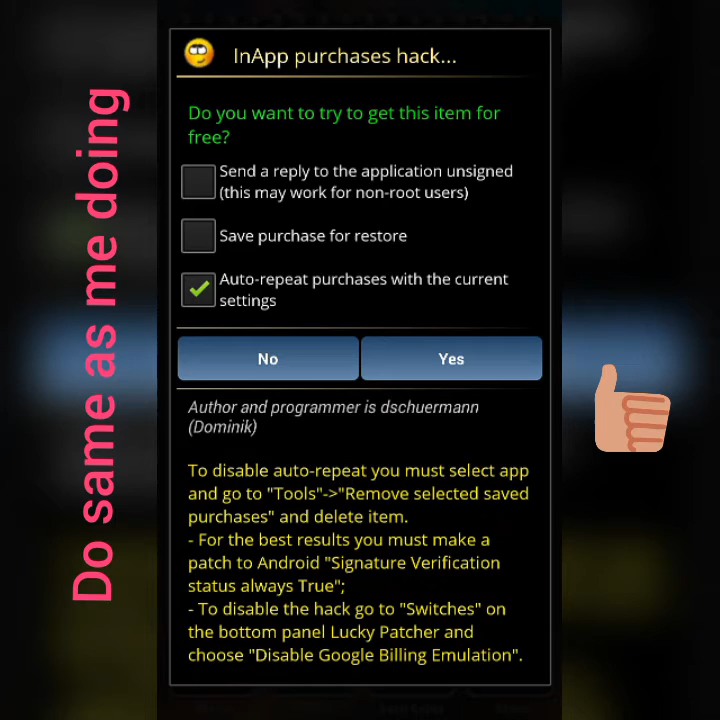 Do same as me doing
InApp purchases hack...
Do you want to try to get this item for
free?
Send a reply to the application unsigned
(this may work for non-root users)
Save purchase for restore
Auto-repeat purchases with the current
settings
No
Yes
Author and programmer is dschuermann
(Dominik)
To disable auto-repeat you must select app
and go to "Tools"->"Remove selected saved
purchases" and delete item.
- For the best results you must make a
patch to Android "Signature Verification
status always True";
- To disable the hack go to "Switches" on
the bottom panel Lucky Patcher and
choose "Disable Google Billing Emulation".